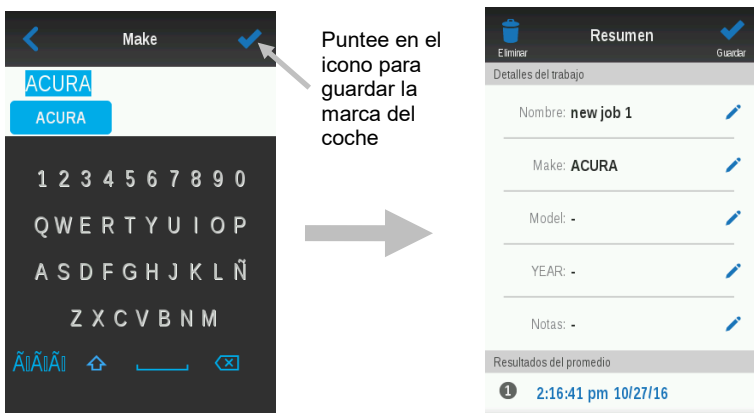 Make
ACURA
ACURA
1 2 3 4 5 6 7 8 9 0
Q W E R T Y U I O P
A S D F G H J K L Ñ
Z X C V B N M
Puntee en el
icono para
guardar la
marca del
coche
Resumen
Eliminar
Guardar
Detalles del trabajo
Nombre: new job 1
Make: ACURA
Model: -
YEAR: -
Notas: -
Resultados del promedio
1 2:16:41 pm 10/27/16